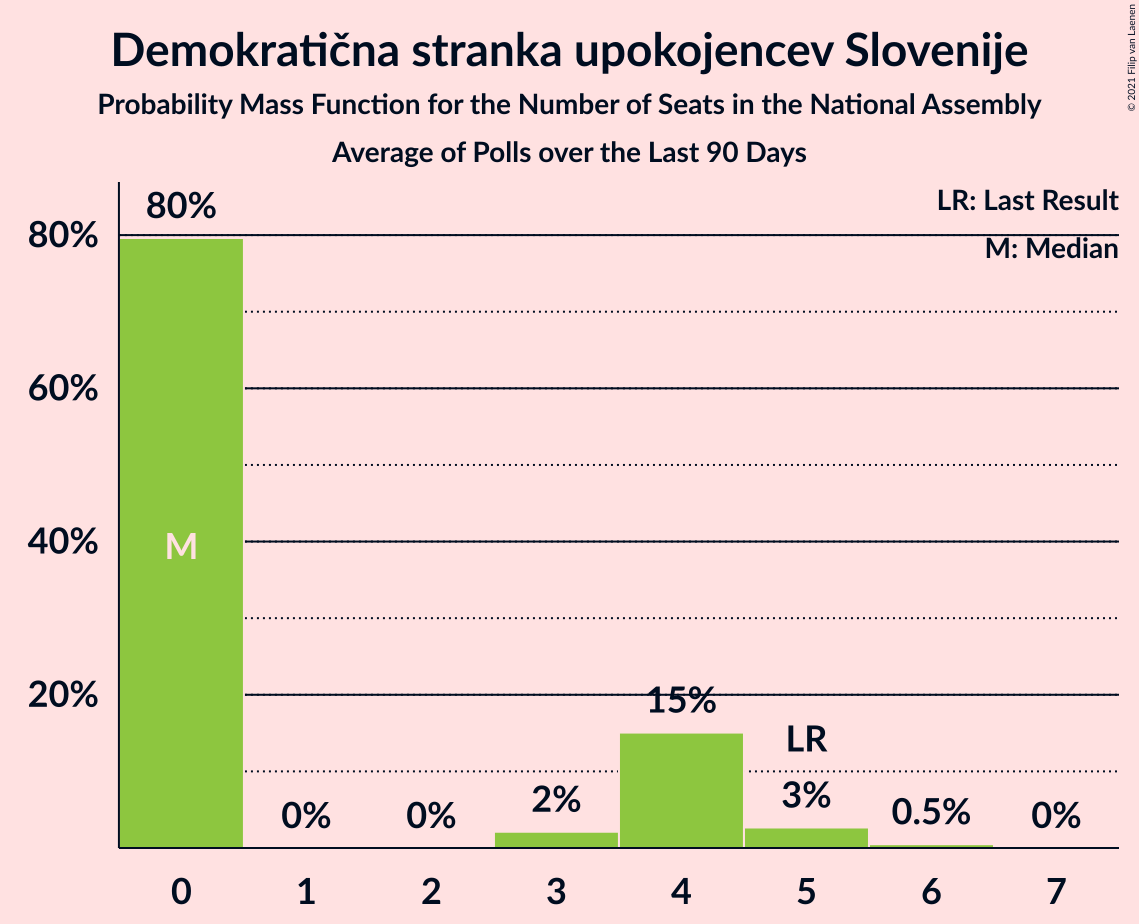 Demokratična stranka upokojencev Slovenije
Probability Mass Function for the Number of Seats in the National Assembly
Average of Polls over the Last 90 Days
© 2021 Filip van Laenen
LR: Last Result
M: Median
80%
60%
40%
20%
80%
M
0%
0%
2%
15%
LR
3%
0.5%
0%
0 1 2 3 4 5 6 7